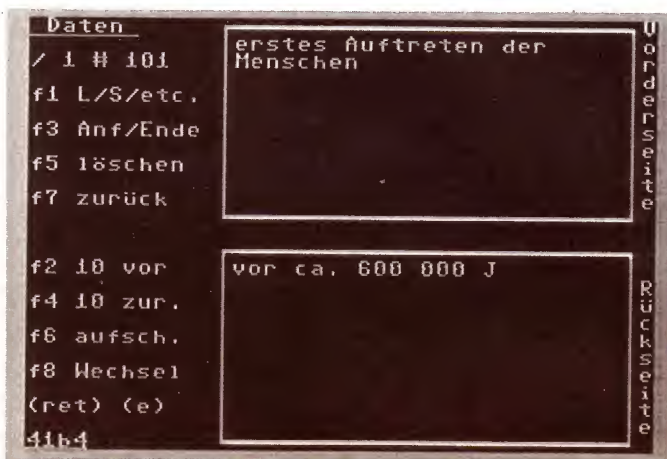 Daten
/ 1 # 101
f1 L/S/etc.
f3 Anf/Ende
f5 löschen
f7 zurück
f2 10 vor
f4 10 zur.
f6 aufsch.
f8 Wechsel
(ret) (e)
41b4
erstes Auftreten der
Menschen
Vorderseite
vor ca. 600 000 J
Rückseite